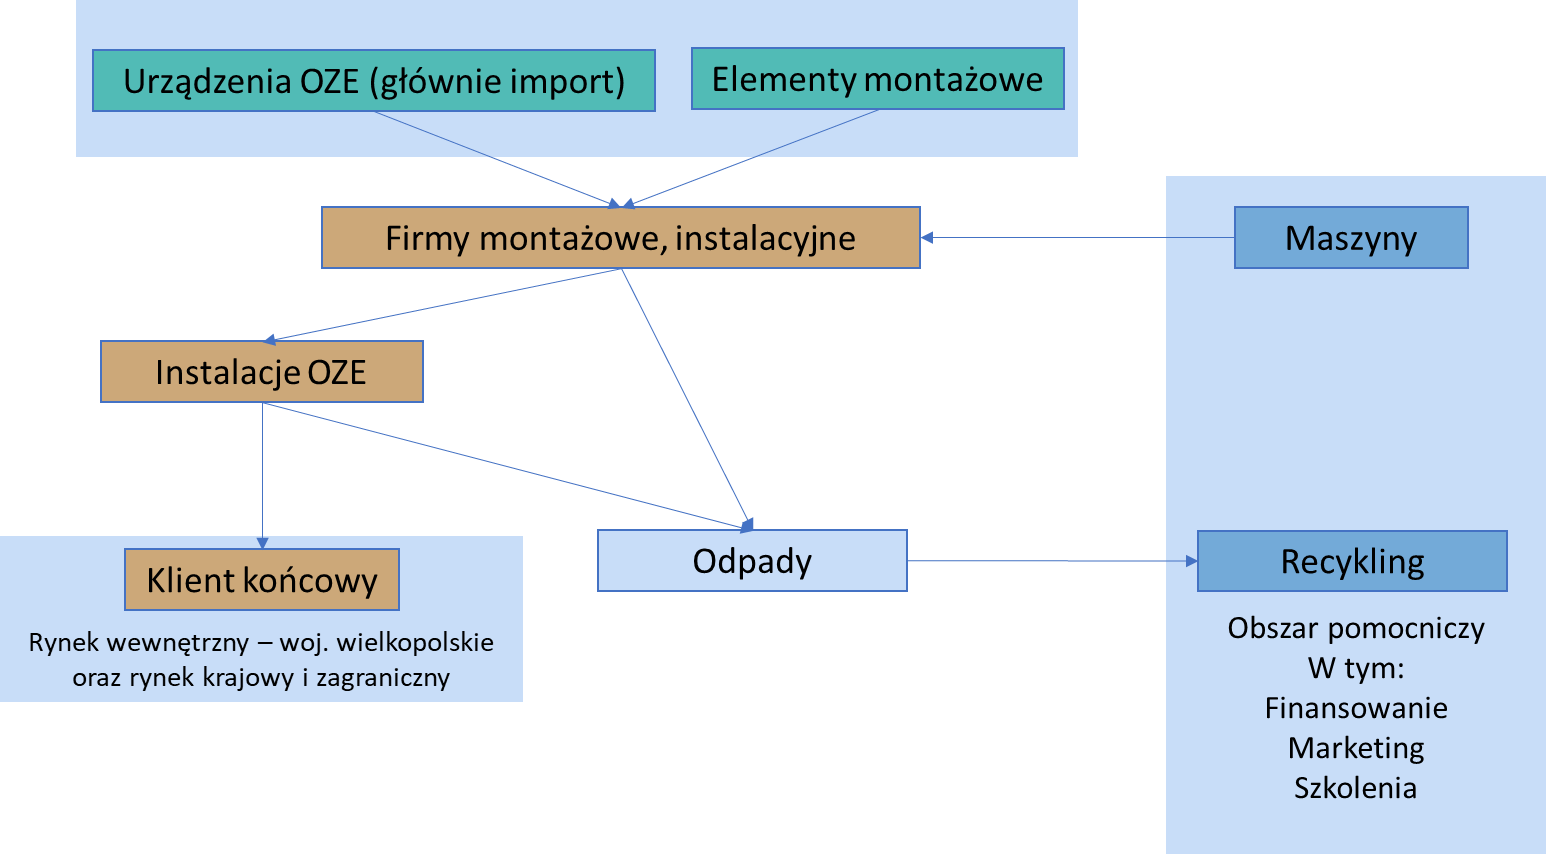 Urządzenia OZE (głównie import)
Elementy montażowe
Firmy montażowe, instalacyjne
Maszyny
Instalacje OZE
Klient końcowy
Rynek wewnętrzny – woj. wielkopolskie
oraz rynek krajowy i zagraniczny
Odpady
Recykling
Obszar pomocniczy
W tym:
Finansowanie
Marketing
Szkolenia